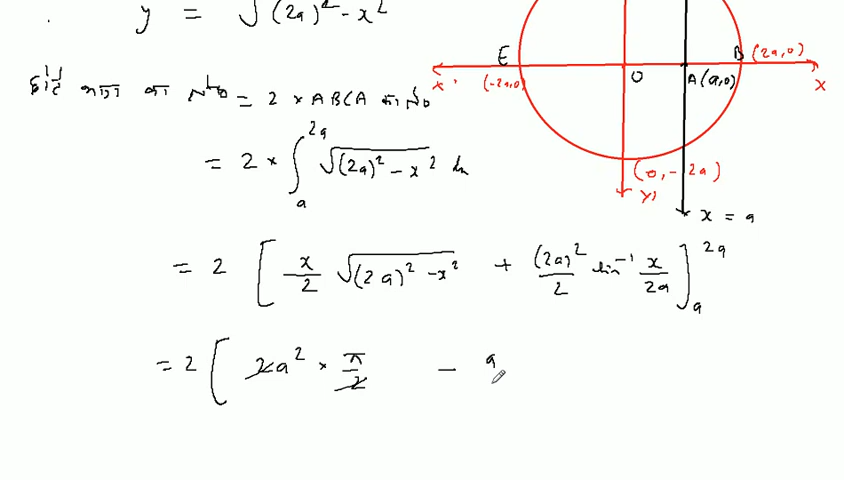 y = √((2a)² - x²)
E
B (2a,0)
x'
(-2a,0)
O
A (a,0)
x
= 2 × ABCA का क्षे०
= 2 × ∫ₐ²ᵃ √((2a)² - x²) dx
(0, -2a)
y'
x = a
= 2 [ x/2 √((2a)² - x²) + (2a)²/2 sin⁻¹ x/2a ]ₐ²ᵃ
= 2 [ 2a² × π/2 - a